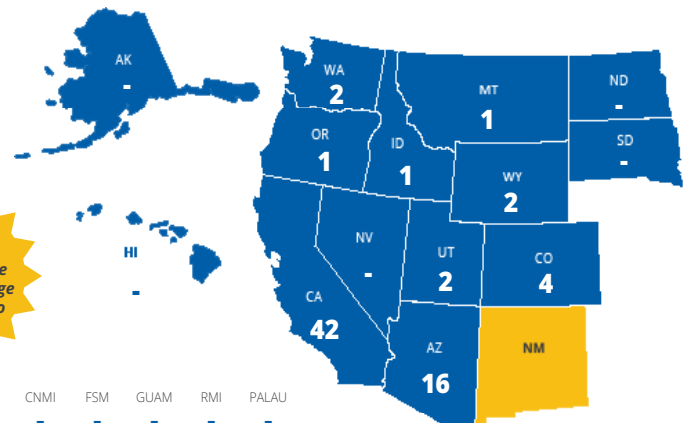 AK
-
WA
2
MT
1
ND
-
OR
1
ID
1
SD
-
WY
2
HI
-
NV
-
UT
2
CO
4
CA
42
AZ
16
NM
CNMI FSM GUAM RMI PALAU
- - - - -